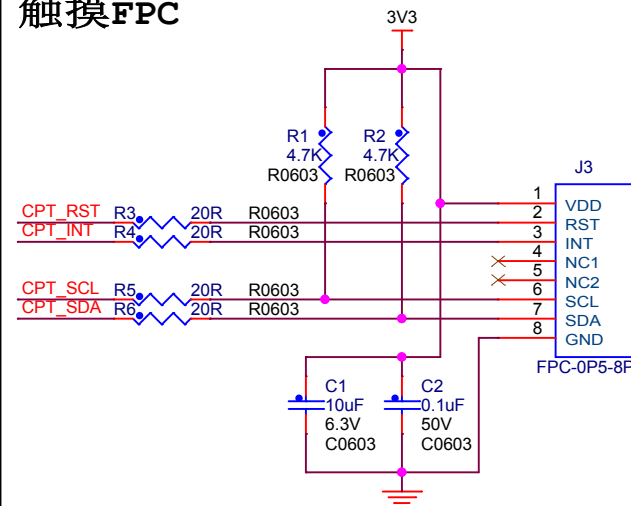 触摸FPC
3V3
R1
4.7K
R0603
R2
4.7K
R0603
J3
CPT_RST R3 20R R0603
CPT_INT R4 20R R0603
CPT_SCL R5 20R R0603
CPT_SDA R6 20R R0603
1 VDD
2 RST
3 INT
4 NC1
5 NC2
6 SCL
7 SDA
8 GND
FPC-0P5-8P
C1
10uF
6.3V
C0603
C2
0.1uF
50V
C0603